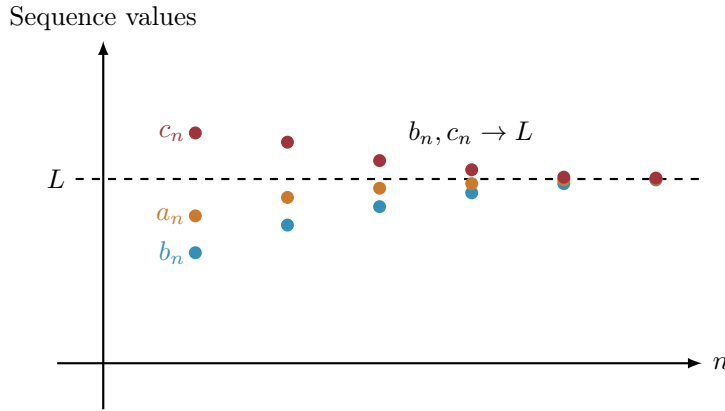 Sequence values
c_n
b_n, c_n → L
L
a_n
b_n
n